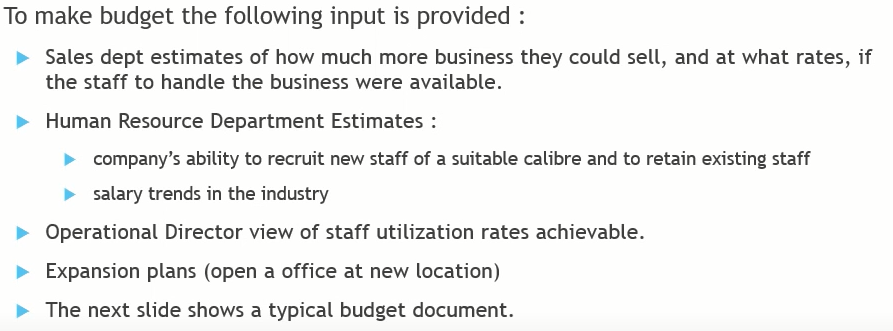 To make budget the following input is provided :
Sales dept estimates of how much more business they could sell, and at what rates, if
the staff to handle the business were available.
Human Resource Department Estimates :
company's ability to recruit new staff of a suitable calibre and to retain existing staff
salary trends in the industry
Operational Director view of staff utilization rates achievable.
Expansion plans (open a office at new location)
The next slide shows a typical budget document.